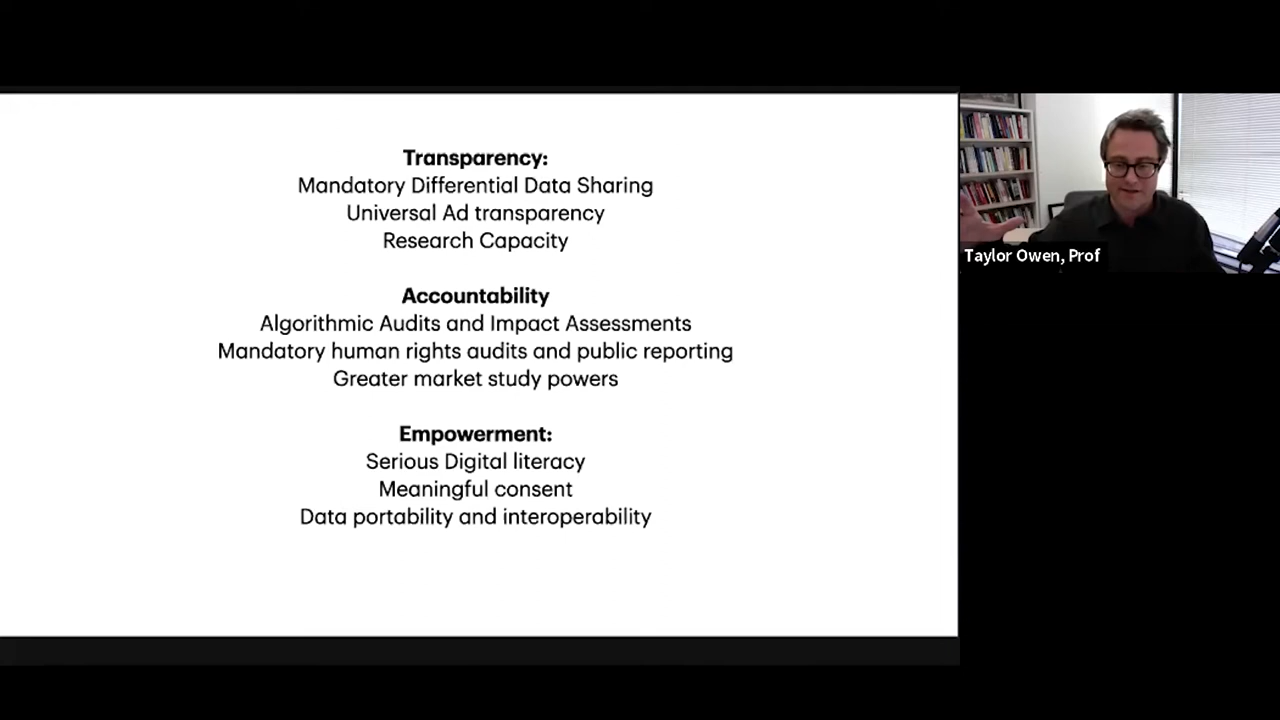 Transparency:
Mandatory Differential Data Sharing
Universal Ad transparency
Research Capacity
Accountability
Algorithmic Audits and Impact Assessments
Mandatory human rights audits and public reporting
Greater market study powers
Empowerment:
Serious Digital literacy
Meaningful consent
Data portability and interoperability
Taylor Owen, Prof